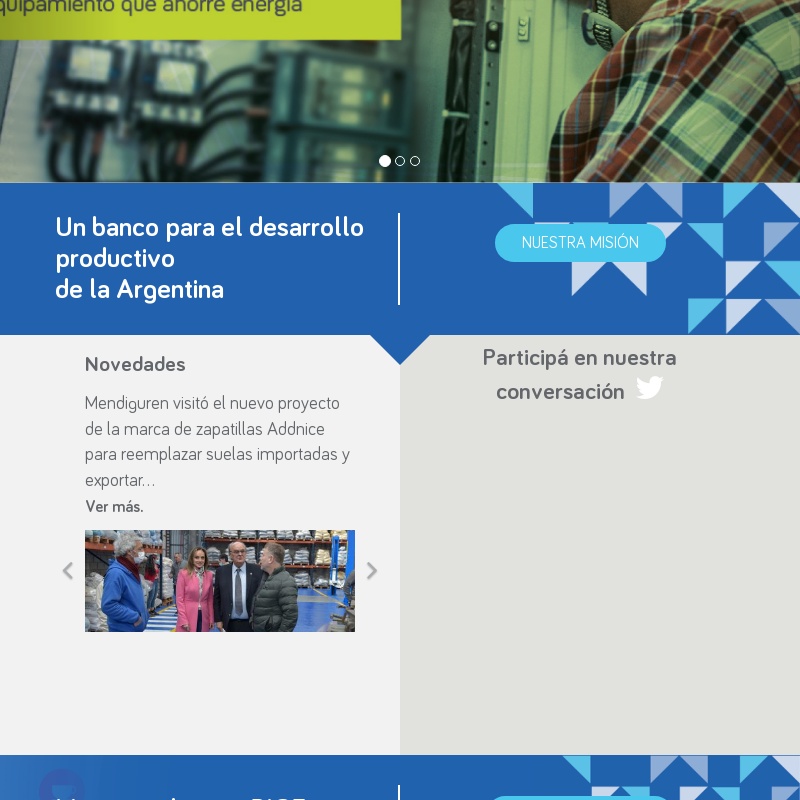 equipamiento que ahorre energía
Un banco para el desarrollo
productivo
de la Argentina
NUESTRA MISIÓN
Novedades
Mendiguren visitó el nuevo proyecto
de la marca de zapatillas Addnice
para reemplazar suelas importadas y
exportar...
Ver más.
Participá en nuestra
conversación